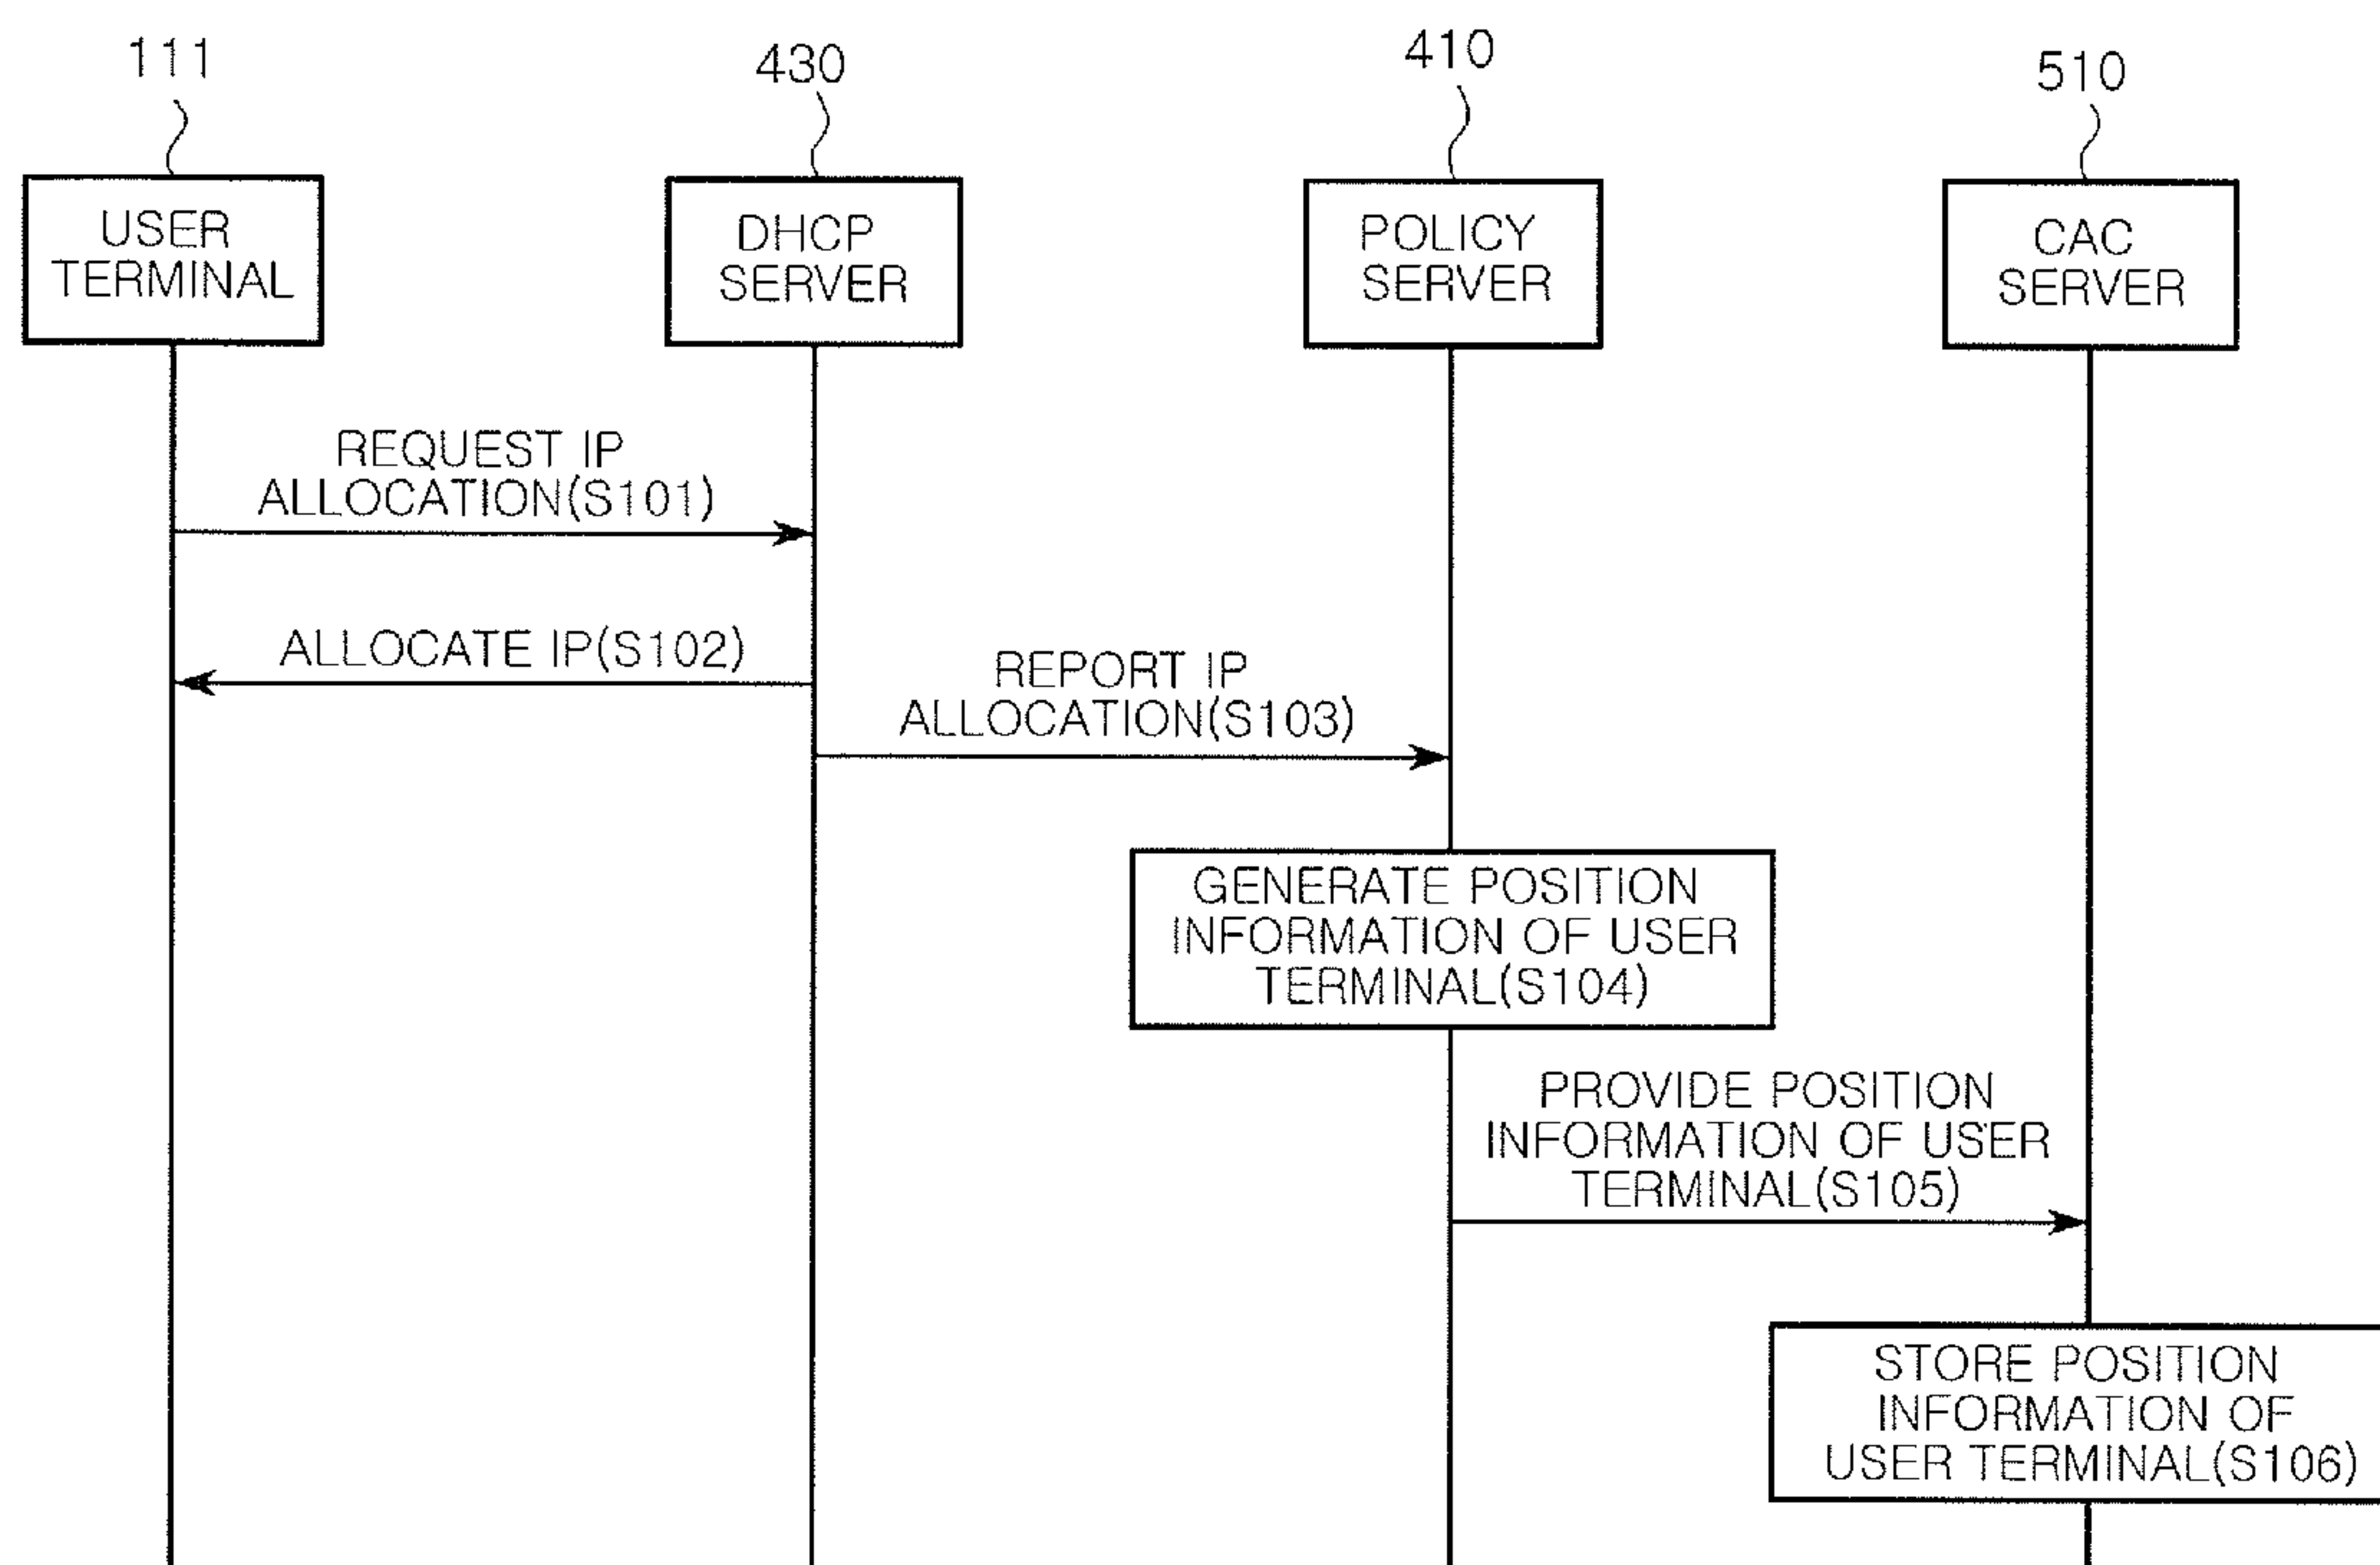 111
430
410
510
USER
TERMINAL
DHCP
SERVER
POLICY
SERVER
CAC
SERVER
REQUEST IP
ALLOCATION(S101)
ALLOCATE IP(S102)
REPORT IP
ALLOCATION(S103)
GENERATE POSITION
INFORMATION OF USER
TERMINAL(S104)
PROVIDE POSITION
INFORMATION OF USER
TERMINAL(S105)
STORE POSITION
INFORMATION OF
USER TERMINAL(S106)